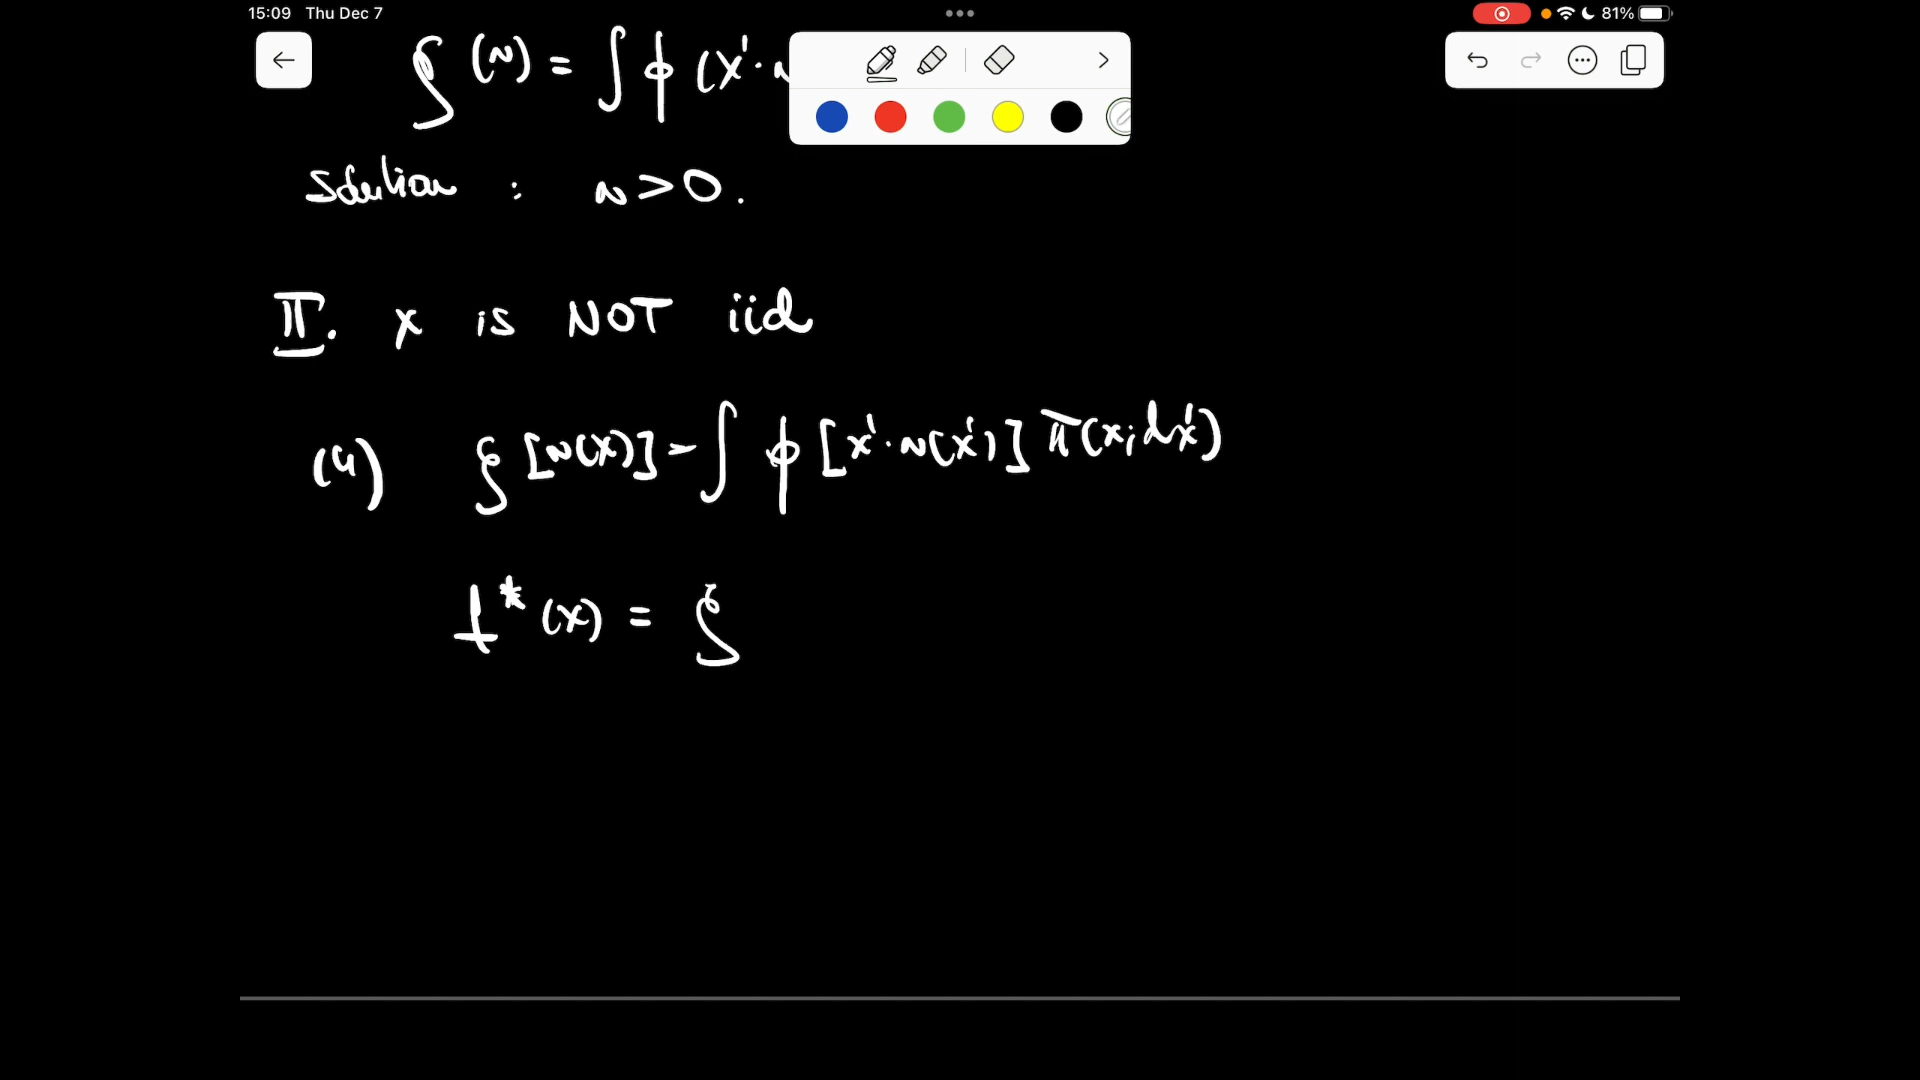 15:09 Thu Dec 7 81%
ξ(n) = ∫ φ (x'·n
Solution : n > 0.
II. x is NOT iid
(4) ξ[n(x)] = ∫ φ [x'·n(x')] π(x; dx')
t*(x) = ξ